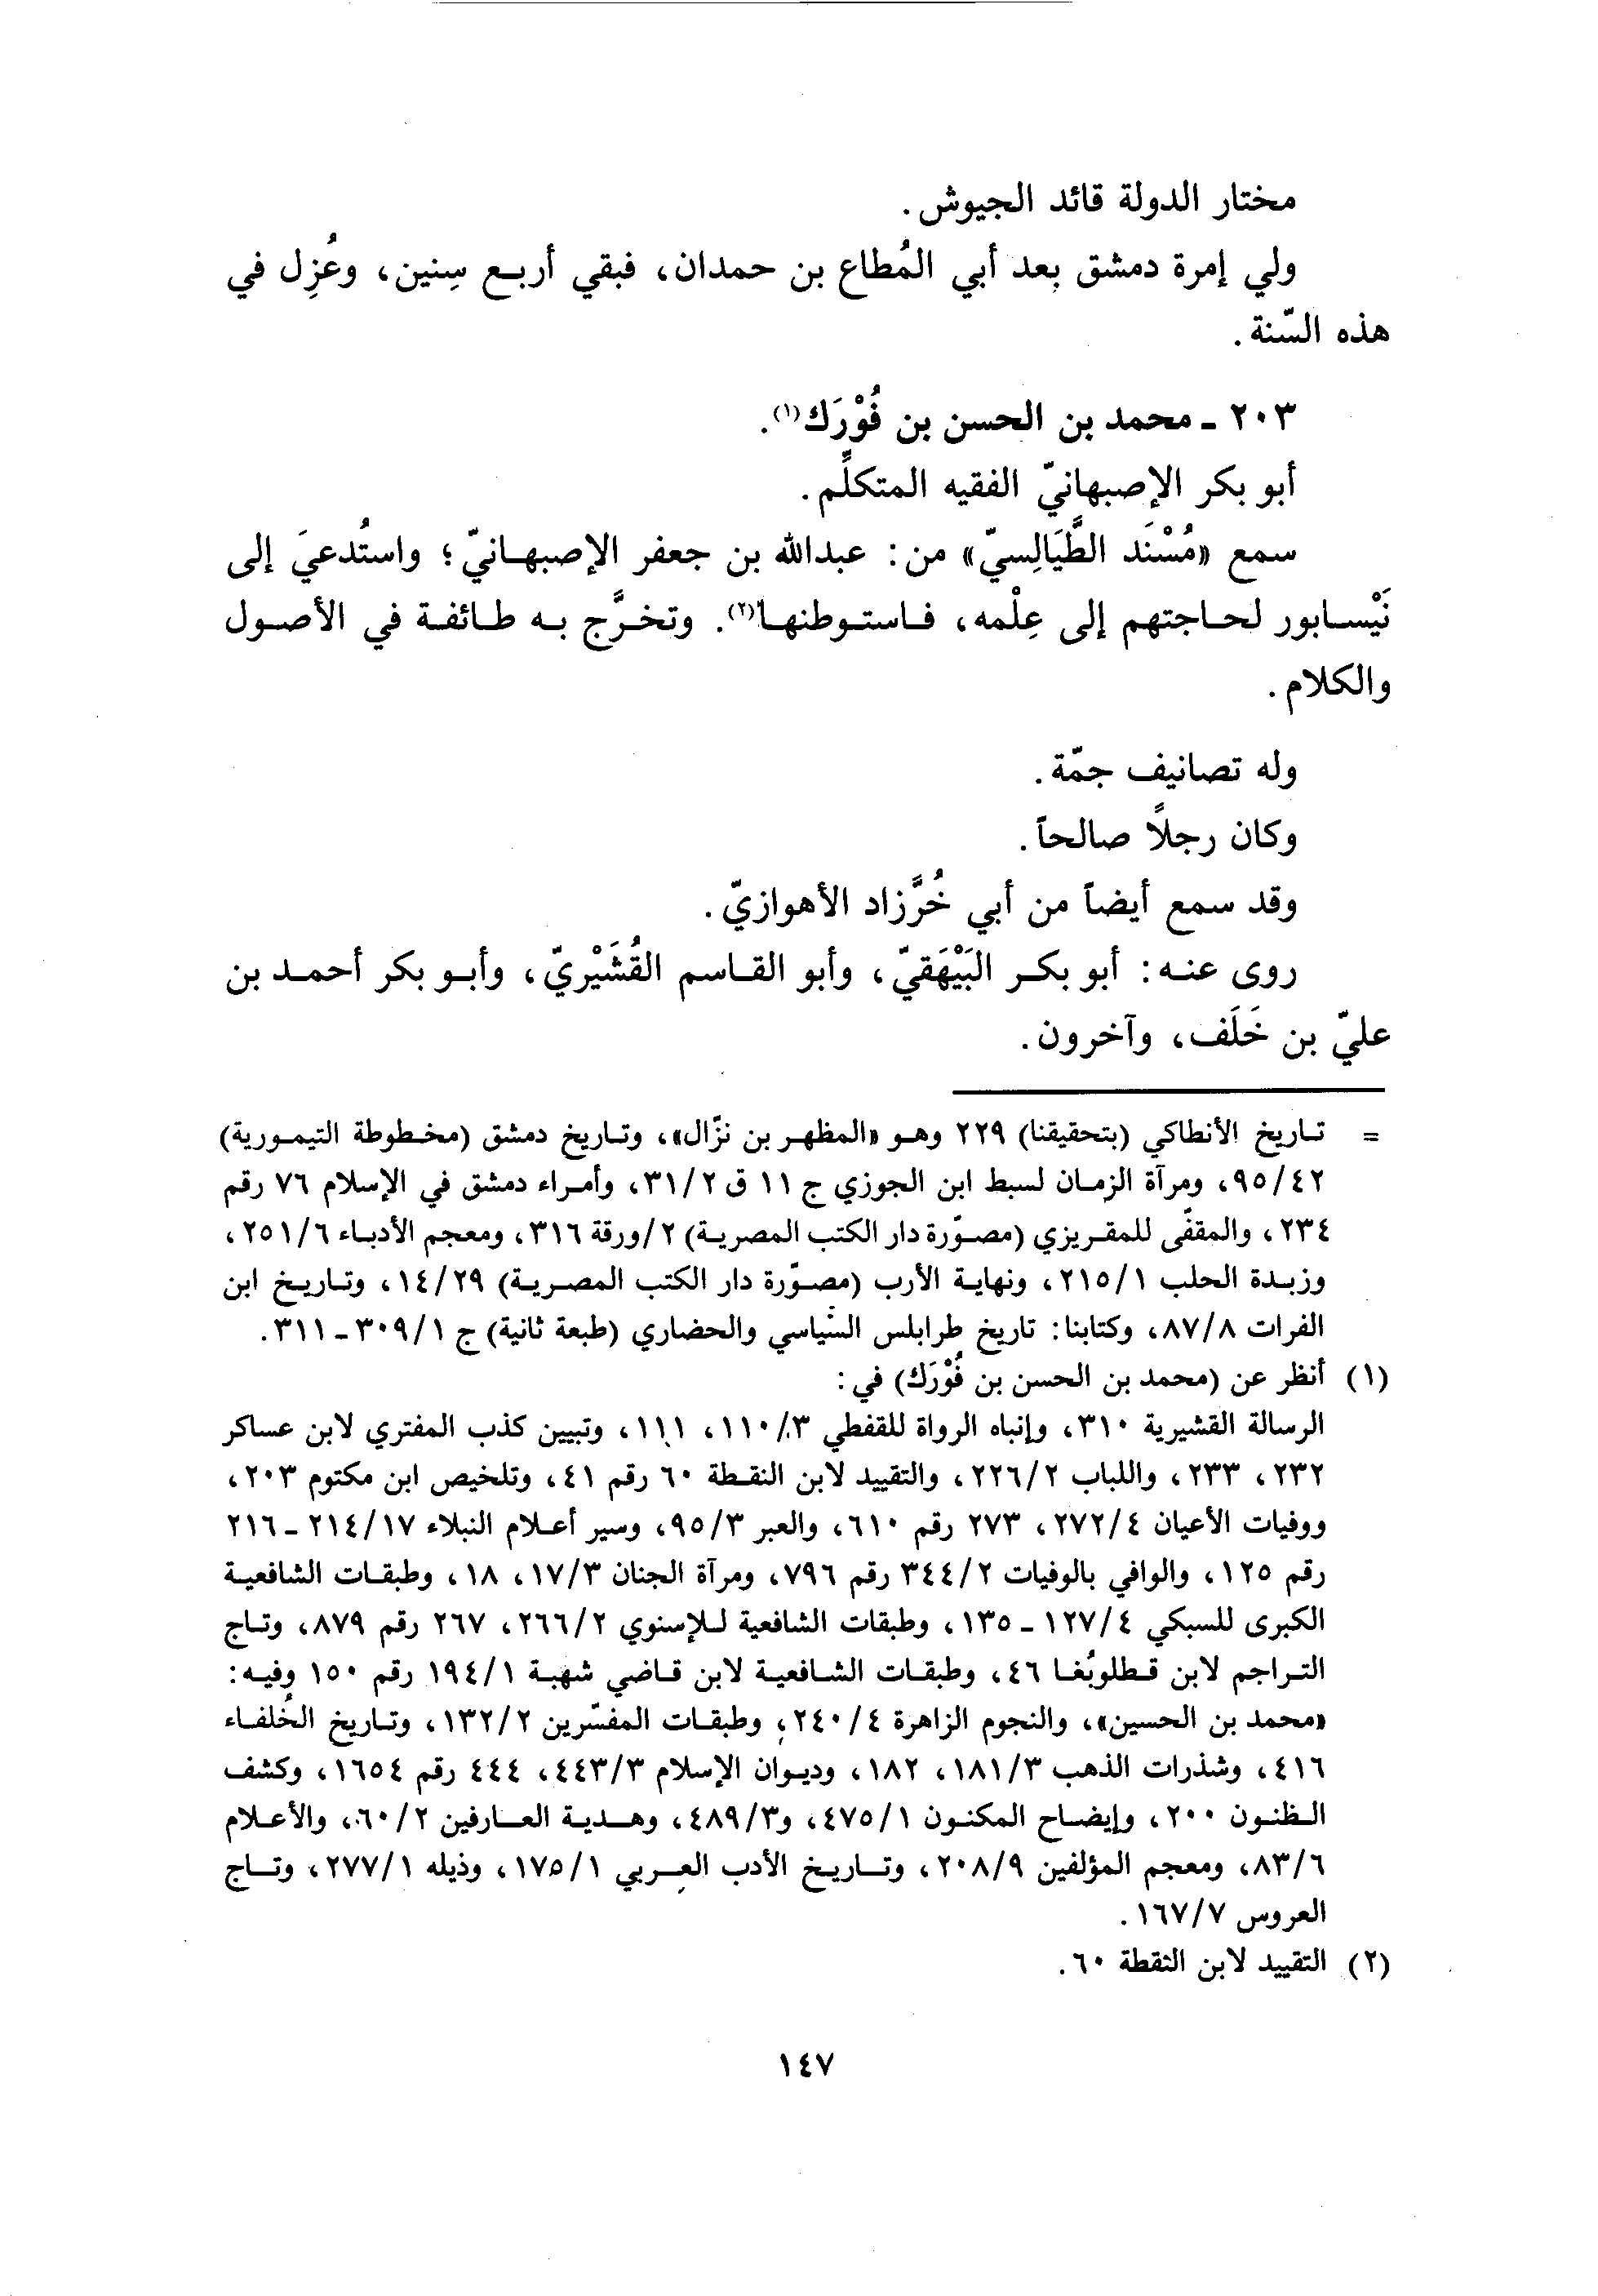 مختار الدولة قائد الجيوش.
ولي إمرة دمشق بعد أبي المُطاع بن حمدان، فبقي أربع سِنين، وعُزِل في
هذه السّنة.
٢٠٣ - محمد بن الحسن بن فُوْرَك(١).
أبو بكر الإصبهانيّ الفقيه المتكلِّم.
سمع «مُسْنَد الطَّيَالِسيّ» من: عبدالله بن جعفر الإصبهانيّ؛ واستُدعيَ إلى
نَيْسابور لحاجتهم إلى عِلْمه، فاستوطنها(٢). وتخرَّج به طائفة في الأصول
والكلام.
وله تصانيف جمّة.
وكان رجلاً صالحاً.
وقد سمع أيضاً من أبي خُرَّزاد الأهوازيّ.
روى عنه: أبو بكر البَيْهَقيّ، وأبو القاسم القُشَيْريّ، وأبو بكر أحمد بن
عليّ بن خَلَف، وآخرون.
= تاريخ الأنطاكي (بتحقيقنا) ٢٢٩ وهو «المظهر بن نزّال»، وتاريخ دمشق (مخطوطة التيمورية)
٩٥/٤٢، ومرآة الزمان لسبط ابن الجوزي ج ١١ ق ٣١/٢، وأمراء دمشق في الإسلام ٧٦ رقم
٢٣٤، والمقفّى للمقريزي (مصوّرة دار الكتب المصرية) ٢/ورقة ٣١٦، ومعجم الأدباء ٢٥١/٦،
وزبدة الحلب ٢١٥/١، ونهاية الأرب (مصوّرة دار الكتب المصرية) ١٤/٢٩، وتاريخ ابن
الفرات ٨٧/٨، وكتابنا: تاريخ طرابلس السّياسي والحضاري (طبعة ثانية) ج ٣٠٩/١ - ٣١١.
(١) أنظر عن (محمد بن الحسن بن فُوْرَك) في:
الرسالة القشيرية ٣١٠، وإنباه الرواة للقفطي ١١٠/٣، ١١١، وتبيين كذب المفتري لابن عساكر
٢٣٢، ٢٣٣، واللباب ٢٢٦/٢، والتقييد لابن النقطة ٦٠ رقم ٤١، وتلخيص ابن مكتوم ٢٠٣،
ووفيات الأعيان ٢٧٢/٤، ٢٧٣ رقم ٦١٠، والعبر ٩٥/٣، وسير أعلام النبلاء ٢١٤/١٧ - ٢١٦
رقم ١٢٥، والوافي بالوفيات ٣٤٤/٢ رقم ٧٩٦، ومرآة الجنان ١٧/٣، ١٨، وطبقات الشافعية
الكبرى للسبكي ١٢٧/٤ - ١٣٥، وطبقات الشافعية للإسنوي ٢٦٦/٢، ٢٦٧ رقم ٨٧٩، وتاج
التراجم لابن قطلوبُغا ٤٦، وطبقات الشافعية لابن قاضي شهبة ١٩٤/١ رقم ١٥٠ وفيه:
«محمد بن الحسين»، والنجوم الزاهرة ٢٤٠/٤، وطبقات المفسّرين ١٣٢/٢، وتاريخ الخُلفاء
٤١٦، وشذرات الذهب ١٨١/٣، ١٨٢، وديوان الإسلام ٤٤٣/٣، ٤٤٤ رقم ١٦٥٤، وكشف
الظنون ٢٠٠، وإيضاح المكنون ٤٧٥/١، و٤٨٩/٣، وهدية العارفين ٦٠/٢، والأعلام
٨٣/٦، ومعجم المؤلفين ٢٠٨/٩، وتاريخ الأدب العربي ١٧٥/١، وذيله ٢٧٧/١، وتاج
العروس ١٦٧/٧.
(٢) التقييد لابن النقطة ٦٠.
١٤٧